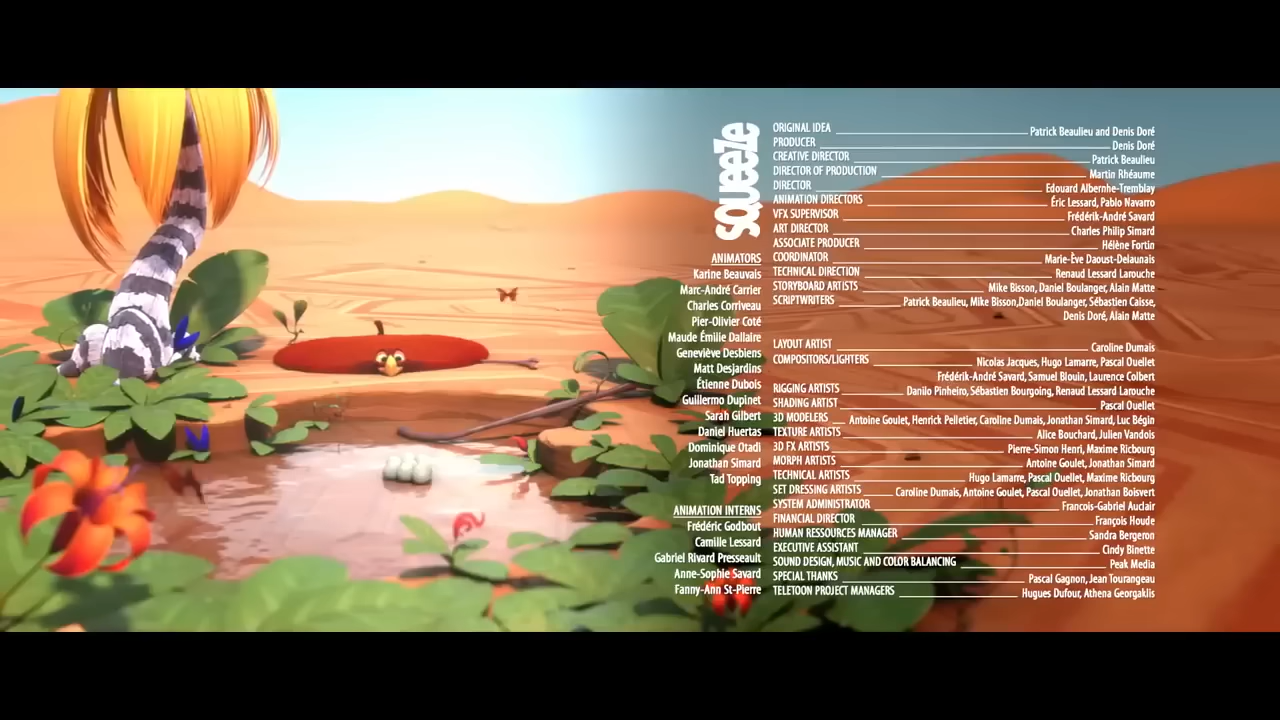 squeeze
ORIGINAL IDEA Patrick Beaulieu and Denis Doré
PRODUCER Denis Doré
CREATIVE DIRECTOR Patrick Beaulieu
DIRECTOR OF PRODUCTION Martin Rhéaume
DIRECTOR Edouard Albernhe-Tremblay
ANIMATION DIRECTORS Éric Lessard, Pablo Navarro
VFX SUPERVISOR Frédérik-André Savard
ART DIRECTOR Charles Philip Simard
ASSOCIATE PRODUCER Hélène Fortin
COORDINATOR Marie-Ève Daoust-Delaunais
TECHNICAL DIRECTION Renaud Lessard Larouche
STORYBOARD ARTISTS Mike Bisson, Daniel Boulanger, Alain Matte
SCRIPTWRITERS Patrick Beaulieu, Mike Bisson,Daniel Boulanger, Sébastien Caisse,
Denis Doré, Alain Matte
LAYOUT ARTIST Caroline Dumais
COMPOSITORS/LIGHTERS Nicolas Jacques, Hugo Lamarre, Pascal Ouellet
Frédérik-André Savard, Samuel Blouin, Laurence Colbert
RIGGING ARTISTS Danilo Pinheiro, Sébastien Bourgoing, Renaud Lessard Larouche
SHADING ARTIST Pascal Ouellet
3D MODELERS Antoine Goulet, Henrick Pelletier, Caroline Dumais, Jonathan Simard, Luc Bégin
TEXTURE ARTISTS Alice Bouchard, Julien Vandois
3D FX ARTISTS Pierre-Simon Henri, Maxime Ricbourg
MORPH ARTISTS Antoine Goulet, Jonathan Simard
TECHNICAL ARTISTS Hugo Lamarre, Pascal Ouellet, Maxime Ricbourg
SET DRESSING ARTISTS Caroline Dumais, Antoine Goulet, Pascal Ouellet, Jonathan Boisvert
SYSTEM ADMINISTRATOR Francois-Gabriel Auclair
FINANCIAL DIRECTOR François Houde
HUMAN RESSOURCES MANAGER Sandra Bergeron
EXECUTIVE ASSISTANT Cindy Binette
SOUND DESIGN, MUSIC AND COLOR BALANCING Peak Media
SPECIAL THANKS Pascal Gagnon, Jean Tourangeau
TELETOON PROJECT MANAGERS Hugues Dufour, Athena Georgaklis
ANIMATORS
Karine Beauvais
Marc-André Carrier
Charles Corriveau
Pier-Olivier Coté
Maude Émilie Dallaire
Geneviève Desbiens
Matt Desjardins
Étienne Dubois
Guillermo Dupinet
Sarah Gilbert
Daniel Huertas
Dominique Otadi
Jonathan Simard
Tad Topping
ANIMATION INTERNS
Frédéric Godbout
Camille Lessard
Gabriel Rivard Presseault
Anne-Sophie Savard
Fanny-Ann St-Pierre